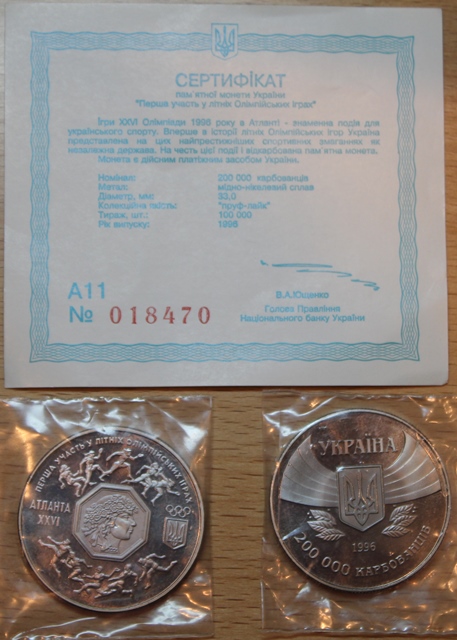 СЕРТИФІКАТ
пам'ятної монети України
"Перша участь у літніх Олімпійських іграх"
Ігри XXVI Олімпіади 1996 року в Атланті - знаменна подія для
українського спорту. Вперше в історії літніх Олімпійських ігор Україна
представлена на цих найпрестижніших спортивних змаганнях як
незалежна держава. На честь цієї події і відкарбовано пам'ятна монета.
Монета є дійсним платіжним засобом України.
Номінал: 200 000 карбованців
Метал: мідно-нікелевий сплав
Діаметр, мм: 33,0
Колекційна якість: "пруф-лайк"
Тираж, шт.: 100 000
Рік випуску: 1996
А11
№ 018470
В.А.Ющенко
Голова Правління
Національного банку України
ПЕРША УЧАСТЬ У ЛІТНІХ ОЛІМПІЙСЬКИХ ІГРАХ
АТЛАНТА
XXVI
УКРАЇНА
1996
200 000 КАРБОВАНЦІВ